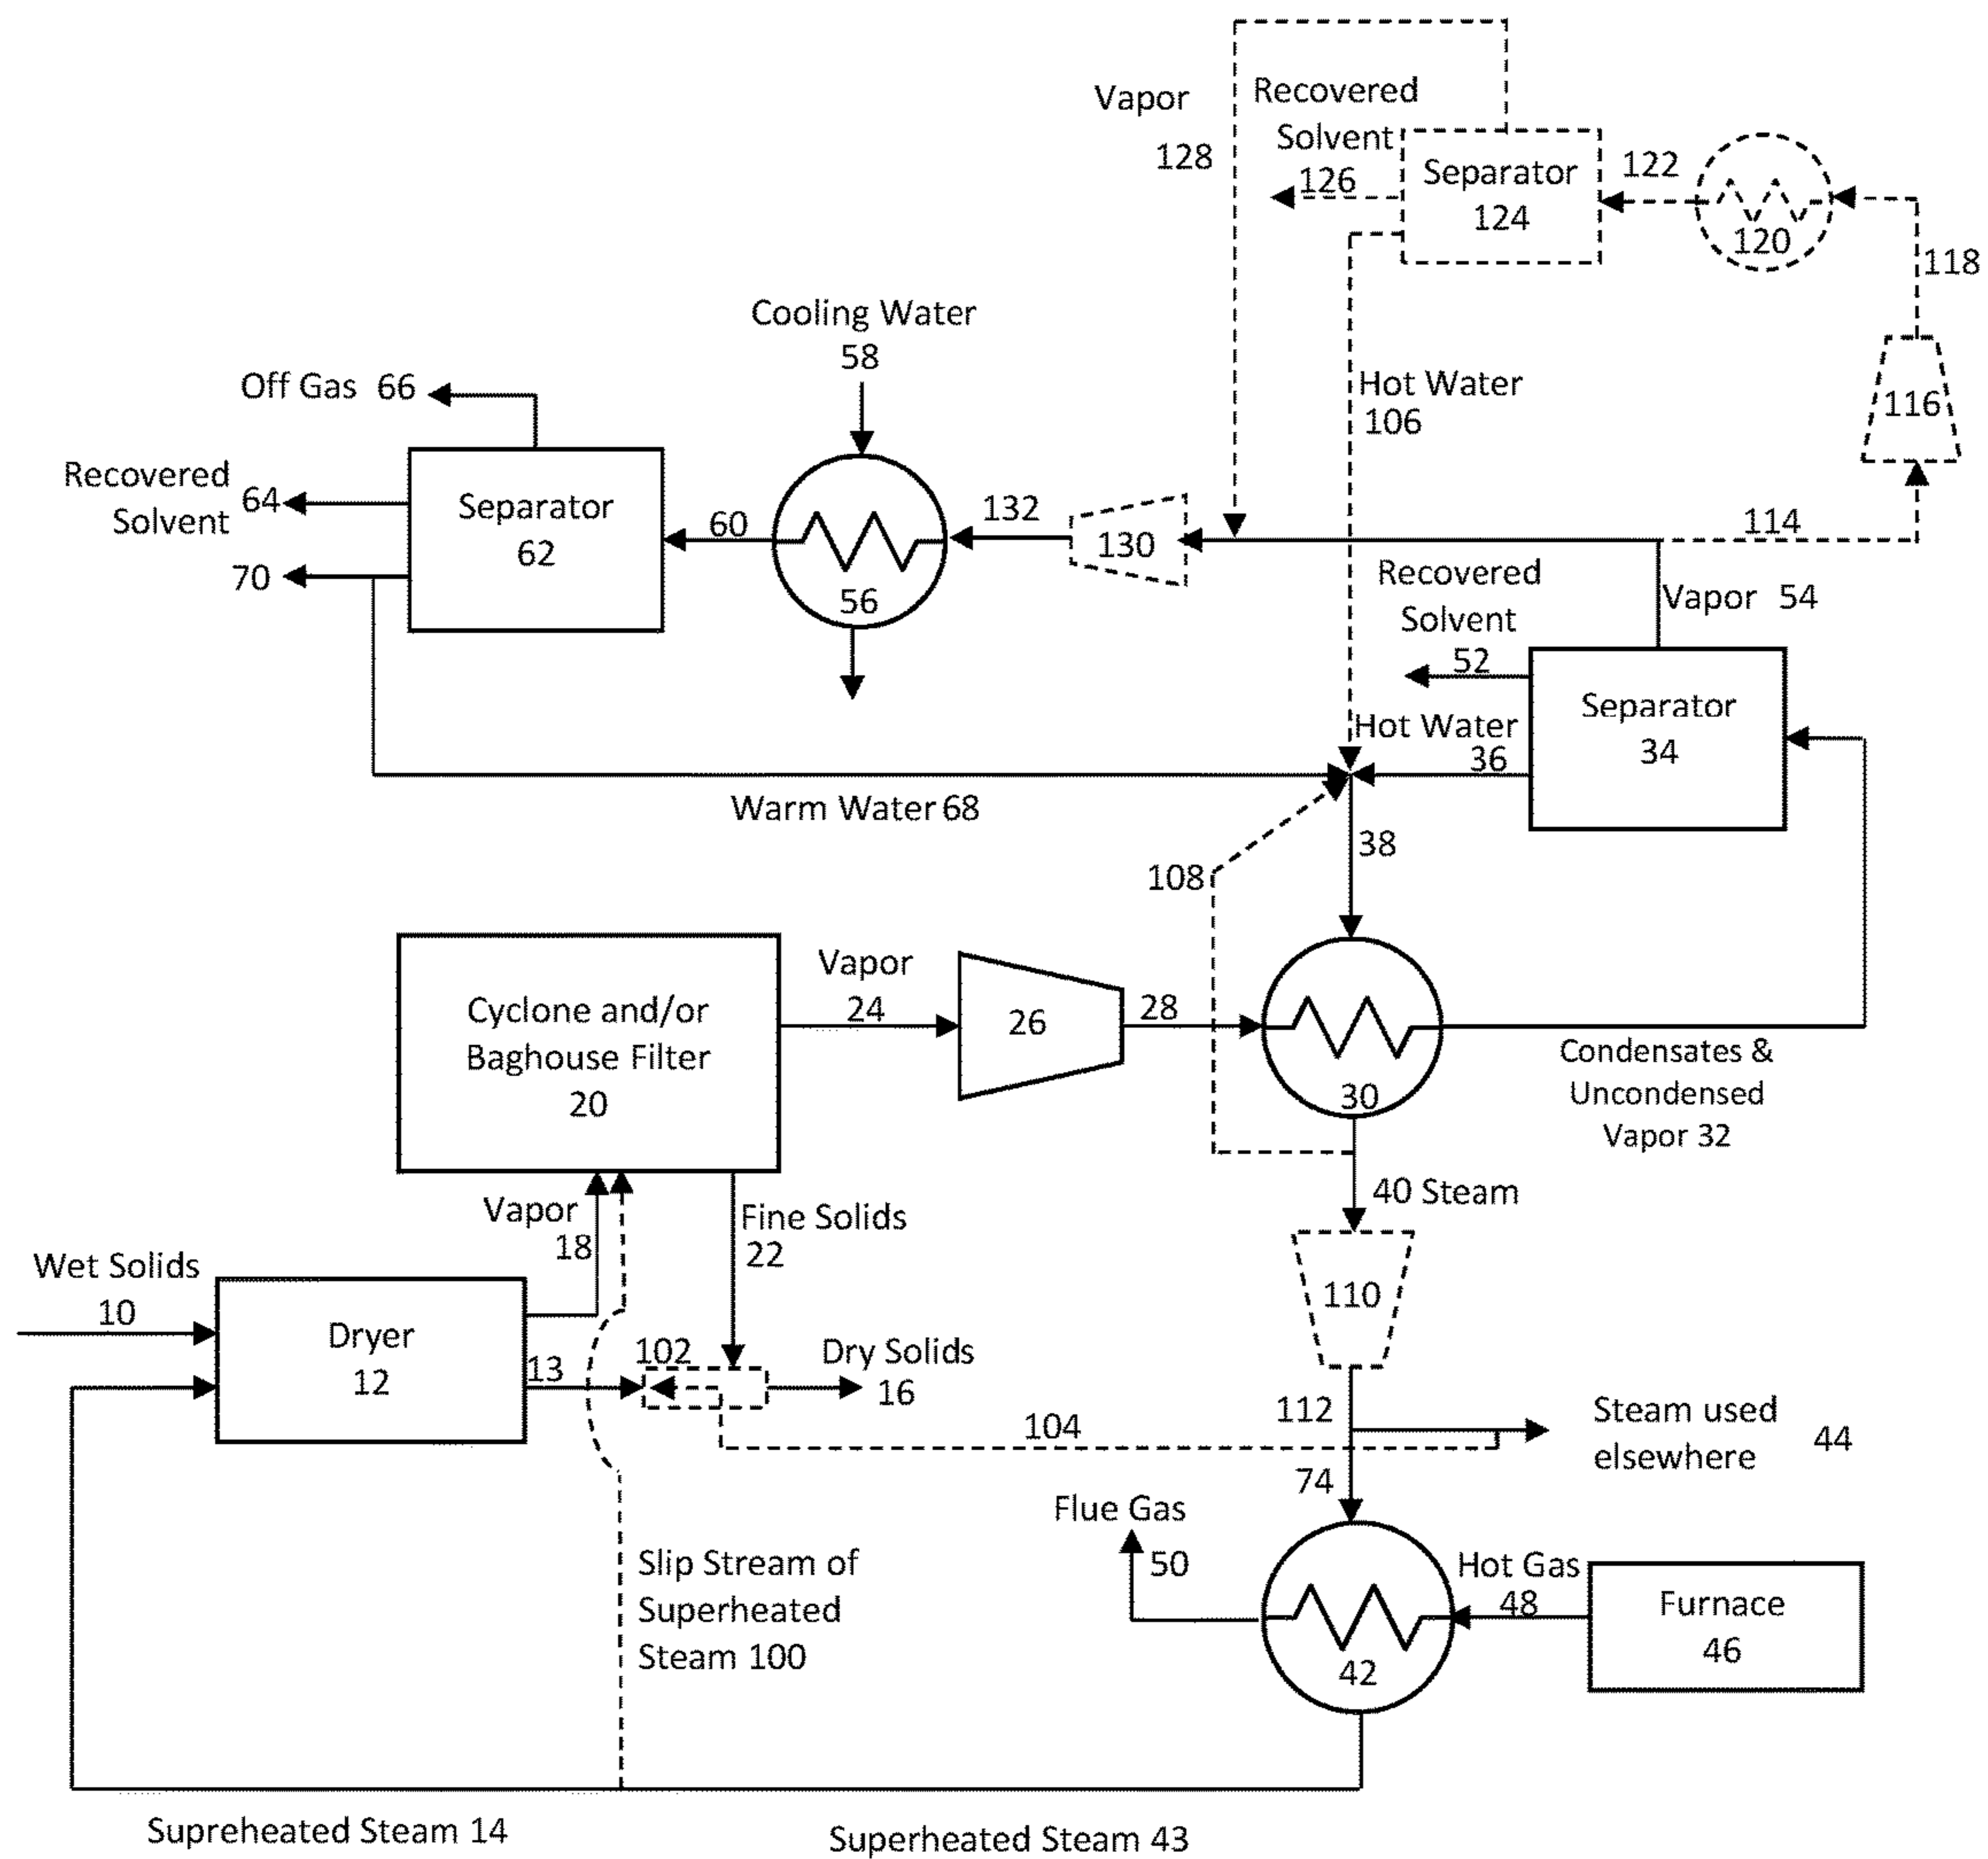 Vapor
128
Recovered
Solvent
126
Separator
124
122
120
118
116
Cooling Water
58
Hot Water
106
Off Gas 66
Recovered
Solvent
64
70
Separator
62
60
56
132
130
114
Recovered
Solvent
52
Vapor 54
Hot Water
36
Separator
34
Warm Water 68
38
108
Cyclone and/or
Baghouse Filter
20
Vapor
24
26
28
30
Condensates &
Uncondensed
Vapor 32
40 Steam
Vapor
18
Fine Solids
22
Wet Solids
10
Dryer
12
13
102
Dry Solids
16
110
112
104
Steam used
elsewhere
44
74
Flue Gas
50
Hot Gas
48
Furnace
46
42
Slip Stream of
Superheated
Steam 100
Supreheated Steam 14
Superheated Steam 43